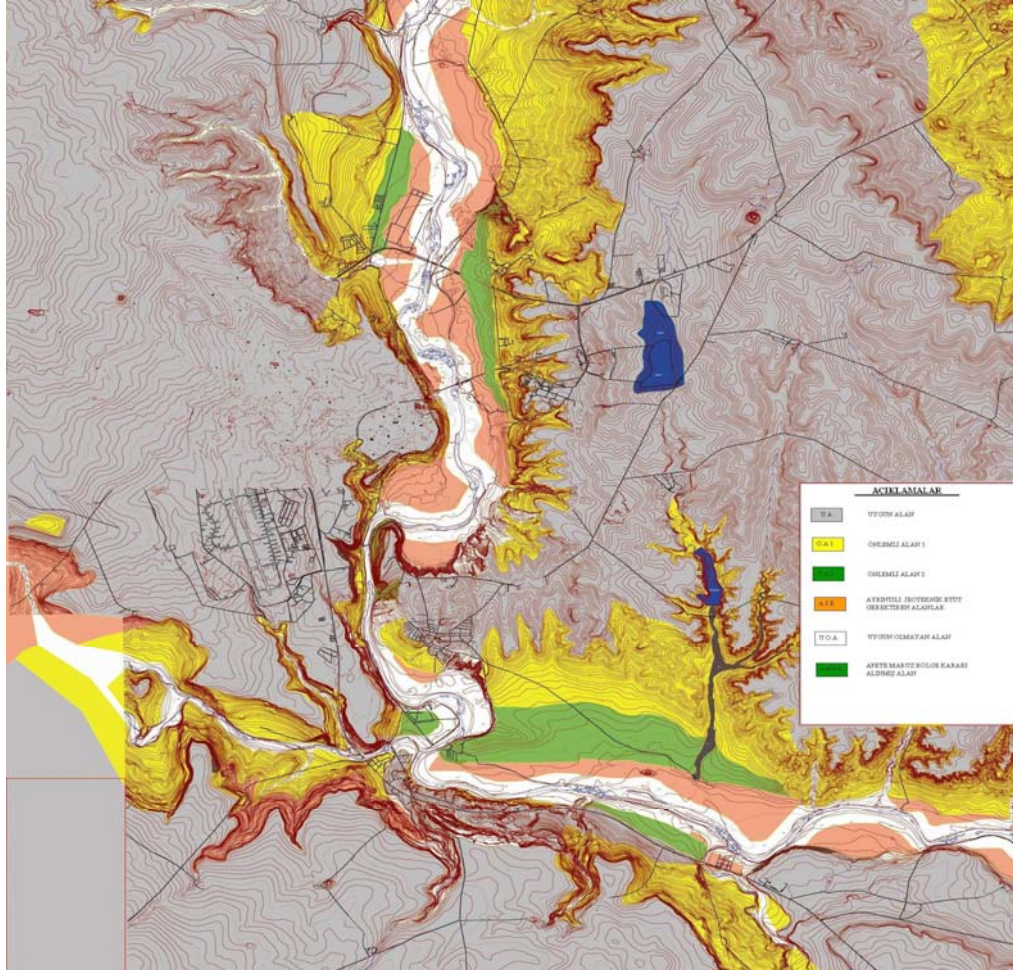 AÇIKLAMALAR
U.A. UYGUN ALAN
Ö.A.1 ÖNLEMLİ ALAN 1
ÖNLEMLİ ALAN 2
A.J.E. AYRINTILI JEOTEKNİK ETÜT
GEREKTİREN ALANLAR
U.O.A UYGUN OLMAYAN ALAN
AFETE MARUZ BÖLGE KARARI
ALINMIŞ ALAN